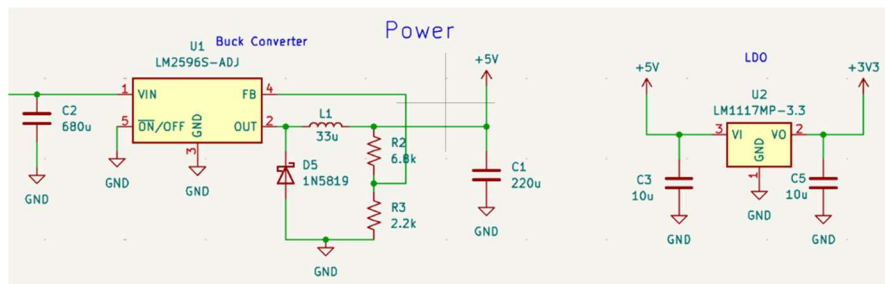 Power
U1
Buck Converter
LM2596S-ADJ
1
VIN
FB
4
C2
680u
5
ON/OFF
GND
OUT
2
3
L1
33u
R2
6.8k
D5
1N5819
R3
2.2k
+5V
C1
220u
GND
GND
GND
GND
GND
LDO
+5V
+3V3
U2
LM1117MP-3.3
3
VI
VO
2
GND
1
C3
10u
C5
10u
GND
GND
GND